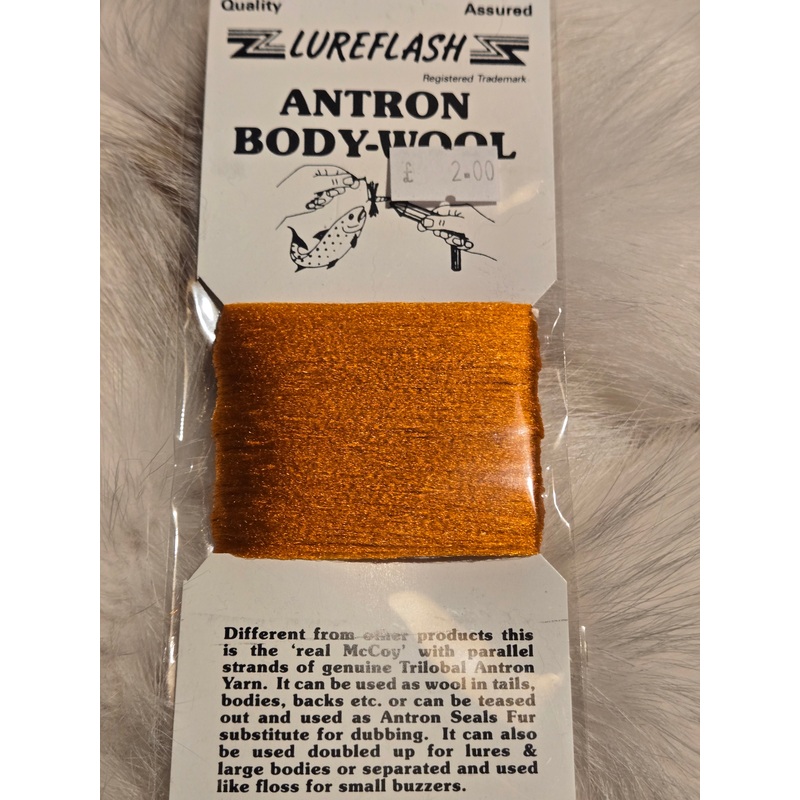 Quality Assured
LUREFLASH
Registered Trademark
ANTRON
BODY-WOOL
£ 2.00
Different from other products this
is the 'real McCoy' with parallel
strands of genuine Trilobal Antron
Yarn. It can be used as wool in tails,
bodies, backs etc. or can be teased
out and used as Antron Seals Fur
substitute for dubbing. It can also
be used doubled up for lures &
large bodies or separated and used
like floss for small buzzers.